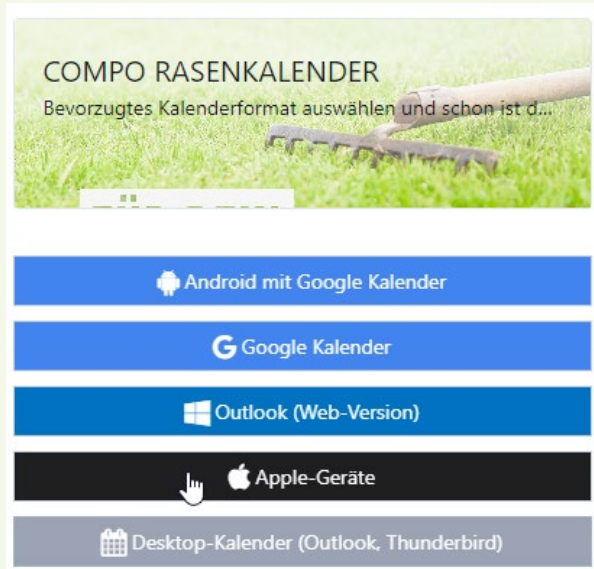 COMPO RASENKALENDER
Bevorzugtes Kalenderformat auswählen und schon ist d...
Android mit Google Kalender
Google Kalender
Outlook (Web-Version)
Apple-Geräte
Desktop-Kalender (Outlook, Thunderbird)